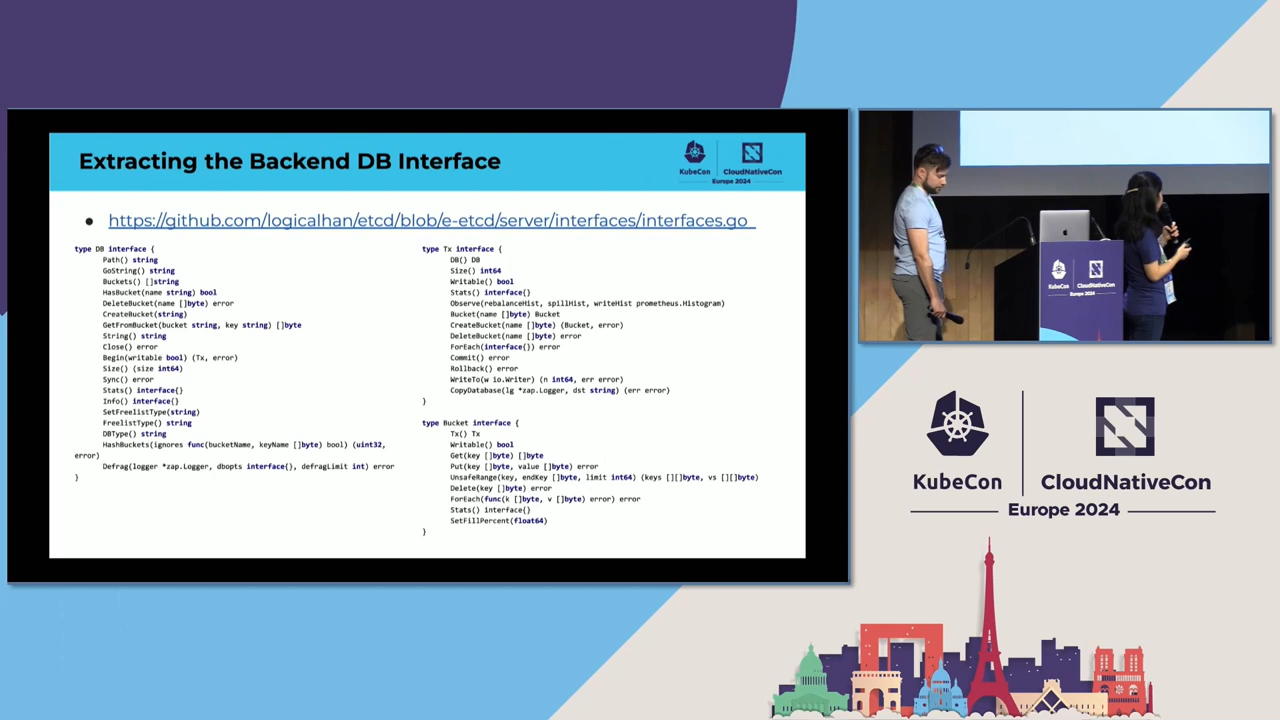 Extracting the Backend DB Interface
KubeCon
CloudNativeCon
Europe 2024
● https://github.com/logicalhan/etcd/blob/e-etcd/server/interfaces/interfaces.go
type DB interface {
Path() string
GoString() string
Buckets() []string
HasBucket(name string) bool
DeleteBucket(name []byte) error
CreateBucket(string)
GetFromBucket(bucket string, key string) []byte
String() string
Close() error
Begin(writable bool) (Tx, error)
Size() (size int64)
Sync() error
Stats() interface{}
Info() interface{}
SetFreelistType(string)
FreelistType() string
DBType() string
HashBuckets(ignores func(bucketName, keyName []byte) bool) (uint32,
error)
Defrag(logger *zap.Logger, dbopts interface{}, defragLimit int) error
}
type Tx interface {
DB() DB
Size() int64
Writable() bool
Stats() interface{}
Observe(rebalanceHist, spillHist, writeHist prometheus.Histogram)
Bucket(name []byte) Bucket
CreateBucket(name []byte) (Bucket, error)
DeleteBucket(name []byte) error
ForEach(interface{}) error
Commit() error
Rollback() error
WriteTo(w io.Writer) (n int64, err error)
CopyDatabase(lg *zap.Logger, dst string) (err error)
}
type Bucket interface {
Tx() Tx
Writable() bool
Get(key []byte) []byte
Put(key []byte, value []byte) error
UnsafeRange(key, endKey []byte, limit int64) (keys [][]byte, vs [][]byte)
Delete(key []byte) error
ForEach(func(k []byte, v []byte) error) error
Stats() interface{}
SetFillPercent(float64)
}
KubeCon
CloudNativeCon
Europe 2024
KubeCon
CloudNativeCon
Europe 2024